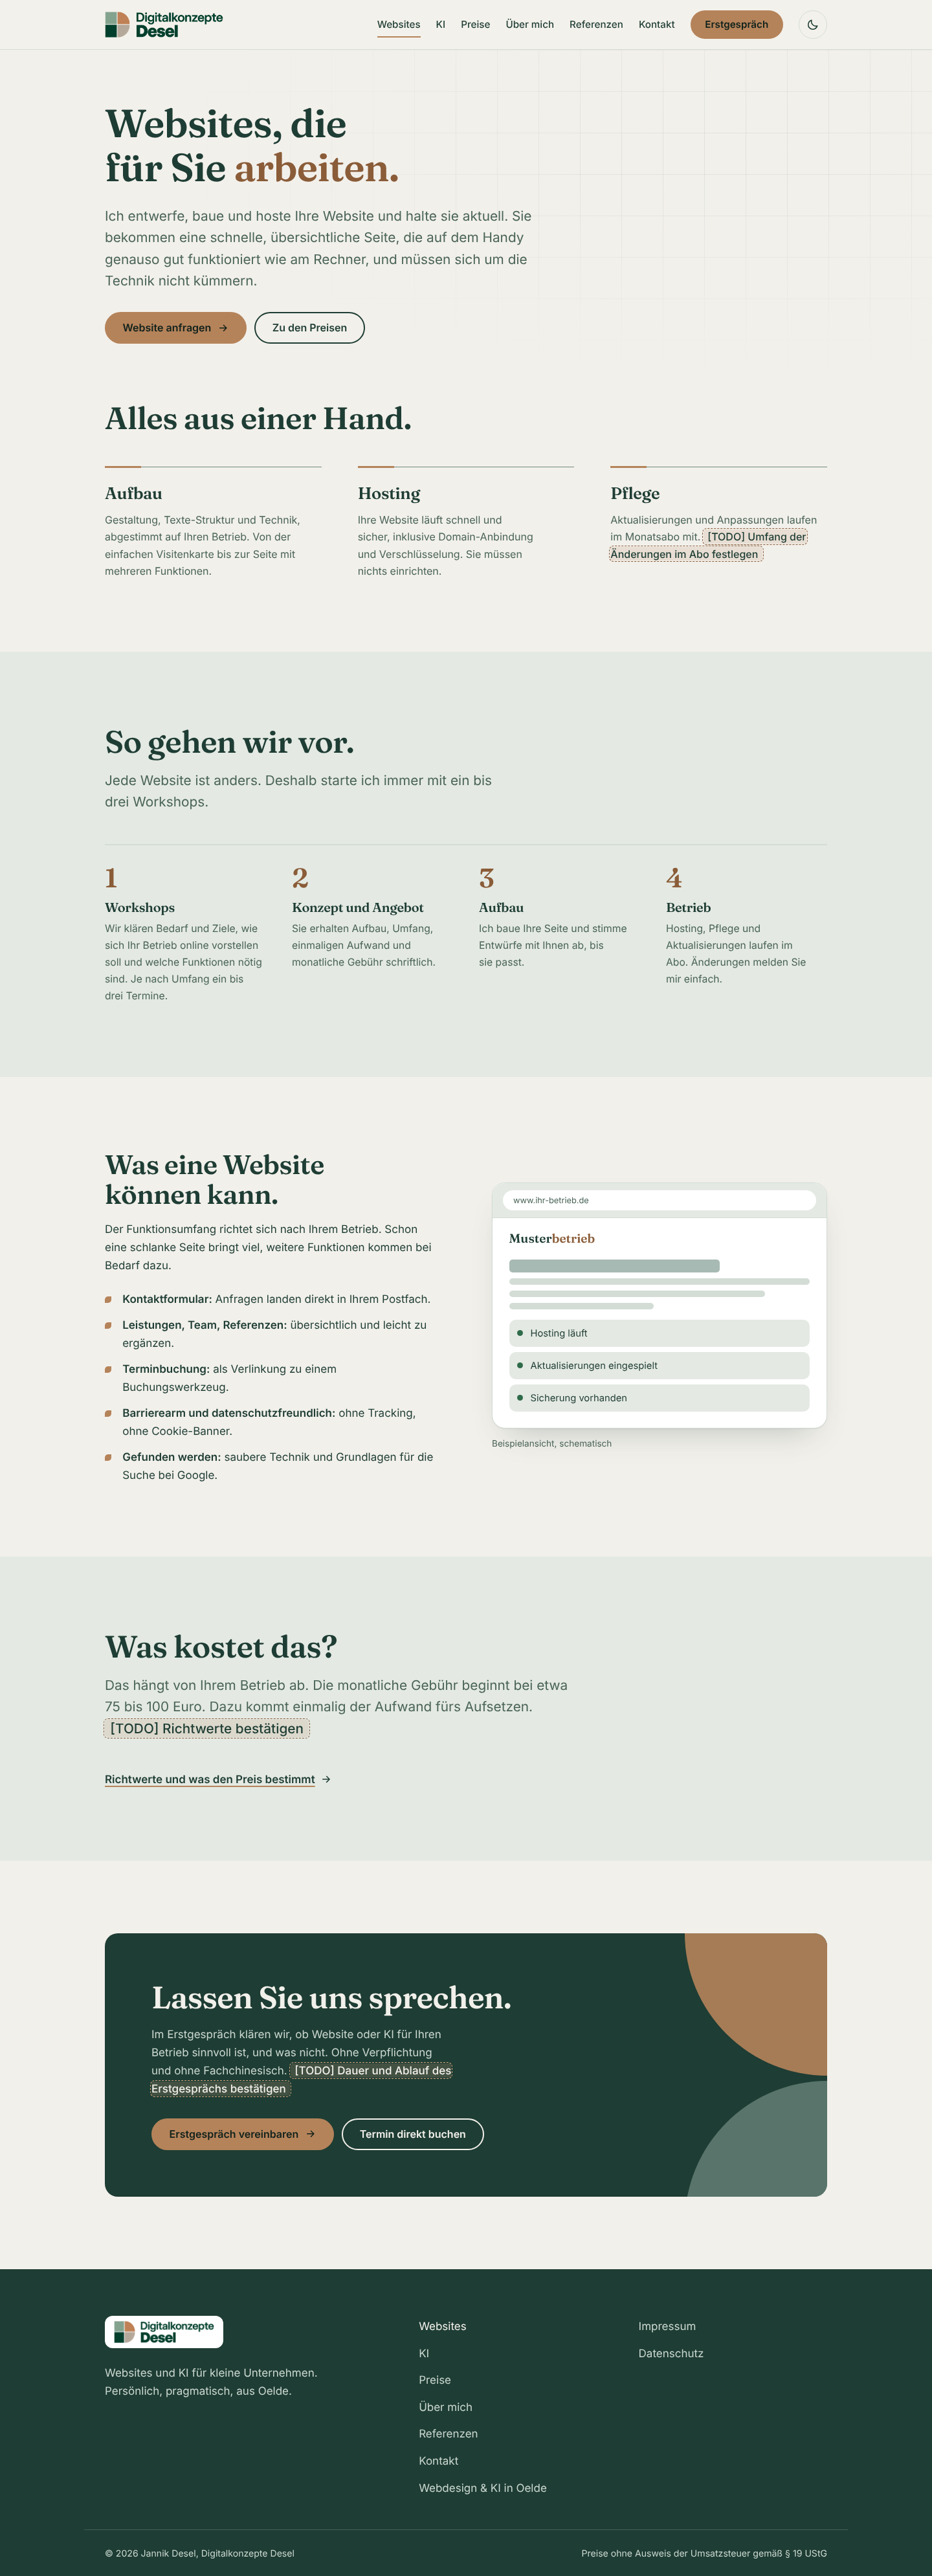 Digitalkonzepte
Desel
Websites KI Preise Über mich Referenzen Kontakt Erstgespräch
Websites, die
für Sie arbeiten.
Ich entwerfe, baue und hoste Ihre Website und halte sie aktuell. Sie
bekommen eine schnelle, übersichtliche Seite, die auf dem Handy
genauso gut funktioniert wie am Rechner, und müssen sich um die
Technik nicht kümmern.
Website anfragen → Zu den Preisen
Alles aus einer Hand.
Aufbau
Gestaltung, Texte-Struktur und Technik,
abgestimmt auf Ihren Betrieb. Von der
einfachen Visitenkarte bis zur Seite mit
mehreren Funktionen.
Hosting
Ihre Website läuft schnell und
sicher, inklusive Domain-Anbindung
und Verschlüsselung. Sie müssen
nichts einrichten.
Pflege
Aktualisierungen und Anpassungen laufen
im Monatsabo mit. [TODO] Umfang der
Änderungen im Abo festlegen
So gehen wir vor.
Jede Website ist anders. Deshalb starte ich immer mit ein bis
drei Workshops.
1
Workshops
Wir klären Bedarf und Ziele, wie
sich Ihr Betrieb online vorstellen
soll und welche Funktionen nötig
sind. Je nach Umfang ein bis
drei Termine.
2
Konzept und Angebot
Sie erhalten Aufbau, Umfang,
einmaligen Aufwand und
monatliche Gebühr schriftlich.
3
Aufbau
Ich baue Ihre Seite und stimme
Entwürfe mit Ihnen ab, bis
sie passt.
4
Betrieb
Hosting, Pflege und
Aktualisierungen laufen im
Abo. Änderungen melden Sie
mir einfach.
Was eine Website
können kann.
Der Funktionsumfang richtet sich nach Ihrem Betrieb. Schon
eine schlanke Seite bringt viel, weitere Funktionen kommen bei
Bedarf dazu.
Kontaktformular: Anfragen landen direkt in Ihrem Postfach.
Leistungen, Team, Referenzen: übersichtlich und leicht zu
ergänzen.
Terminbuchung: als Verlinkung zu einem
Buchungswerkzeug.
Barrierearm und datenschutzfreundlich: ohne Tracking,
ohne Cookie-Banner.
Gefunden werden: saubere Technik und Grundlagen für die
Suche bei Google.
www.ihr-betrieb.de
Musterbetrieb
Hosting läuft
Aktualisierungen eingespielt
Sicherung vorhanden
Beispielansicht, schematisch
Was kostet das?
Das hängt von Ihrem Betrieb ab. Die monatliche Gebühr beginnt bei etwa
75 bis 100 Euro. Dazu kommt einmalig der Aufwand fürs Aufsetzen.
[TODO] Richtwerte bestätigen
Richtwerte und was den Preis bestimmt →
Lassen Sie uns sprechen.
Im Erstgespräch klären wir, ob Website oder KI für Ihren
Betrieb sinnvoll ist, und was nicht. Ohne Verpflichtung
und ohne Fachchinesisch. [TODO] Dauer und Ablauf des
Erstgesprächs bestätigen
Erstgespräch vereinbaren → Termin direkt buchen
Digitalkonzepte
Desel
Websites und KI für kleine Unternehmen.
Persönlich, pragmatisch, aus Oelde.
Websites
KI
Preise
Über mich
Referenzen
Kontakt
Webdesign & KI in Oelde
Impressum
Datenschutz
© 2026 Jannik Desel, Digitalkonzepte Desel
Preise ohne Ausweis der Umsatzsteuer gemäß § 19 UStG